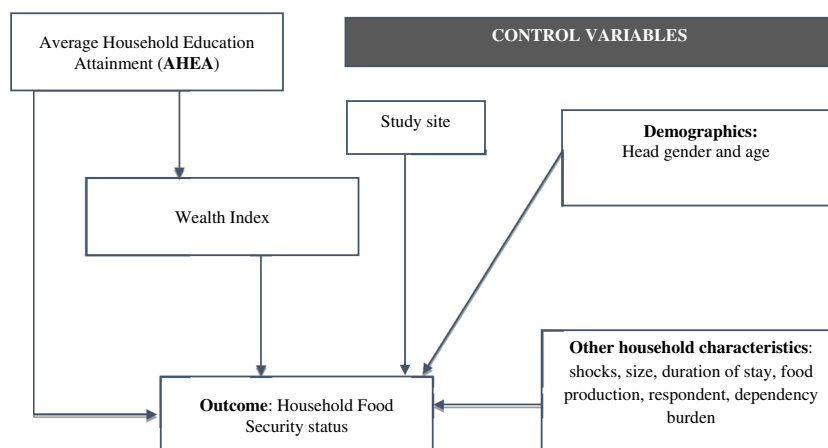 Average Household Education
Attainment (AHEA)
CONTROL VARIABLES
Study site
Demographics:
Head gender and age
Wealth Index
Other household characteristics:
shocks, size, duration of stay, food
production, respondent, dependency
burden
Outcome: Household Food
Security status